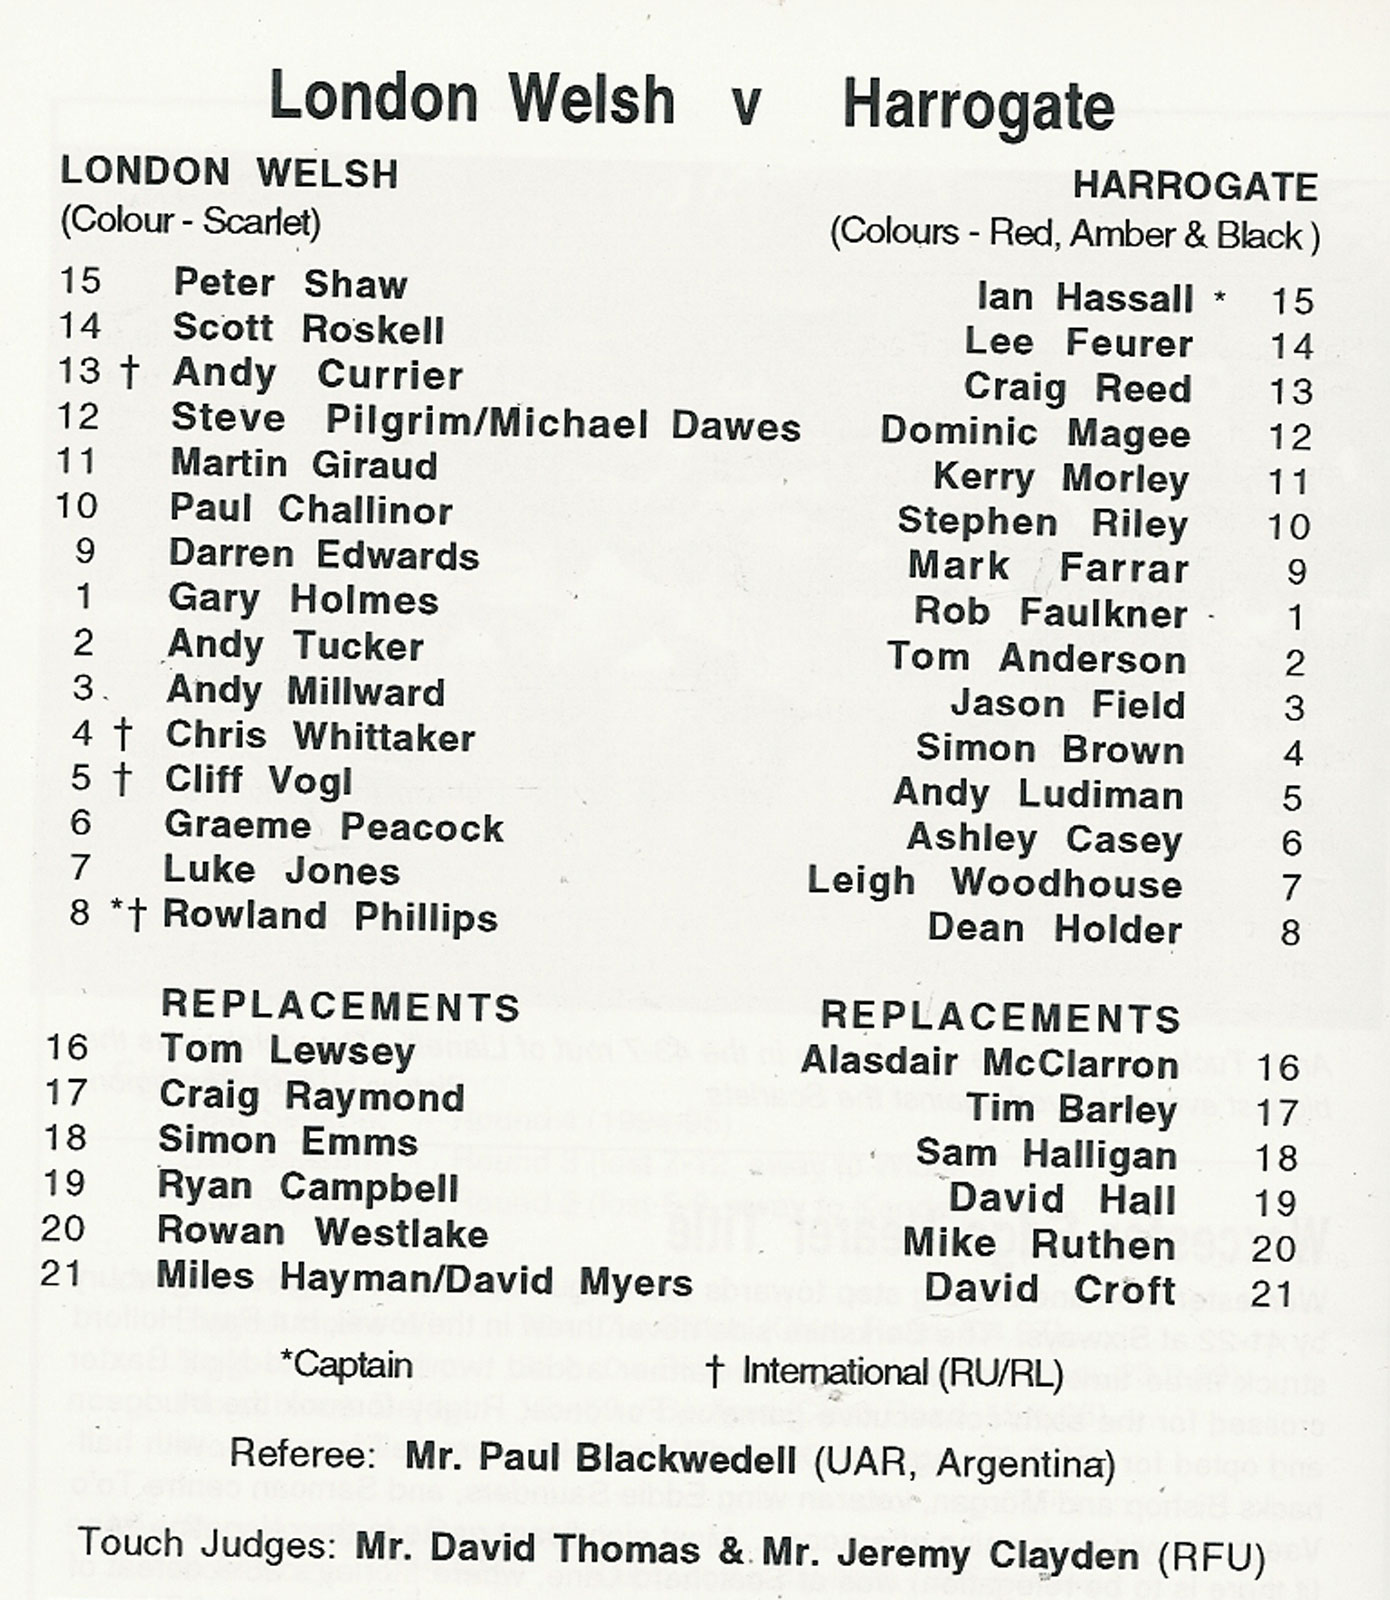 London Welsh v Harrogate
LONDON WELSH
(Colour - Scarlet)
15 Peter Shaw
14 Scott Roskell
13 † Andy Currier
12 Steve Pilgrim/Michael Dawes
11 Martin Giraud
10 Paul Challinor
9 Darren Edwards
1 Gary Holmes
2 Andy Tucker
3 Andy Millward
4 † Chris Whittaker
5 † Cliff Vogl
6 Graeme Peacock
7 Luke Jones
8 *† Rowland Phillips
REPLACEMENTS
16 Tom Lewsey
17 Craig Raymond
18 Simon Emms
19 Ryan Campbell
20 Rowan Westlake
21 Miles Hayman/David Myers
HARROGATE
(Colours - Red, Amber & Black )
Ian Hassall * 15
Lee Feurer 14
Craig Reed 13
Dominic Magee 12
Kerry Morley 11
Stephen Riley 10
Mark Farrar 9
Rob Faulkner 1
Tom Anderson 2
Jason Field 3
Simon Brown 4
Andy Ludiman 5
Ashley Casey 6
Leigh Woodhouse 7
Dean Holder 8
REPLACEMENTS
Alasdair McClarron 16
Tim Barley 17
Sam Halligan 18
David Hall 19
Mike Ruthen 20
David Croft 21
*Captain † International (RU/RL)
Referee: Mr. Paul Blackwedell (UAR, Argentina)
Touch Judges: Mr. David Thomas & Mr. Jeremy Clayden (RFU)